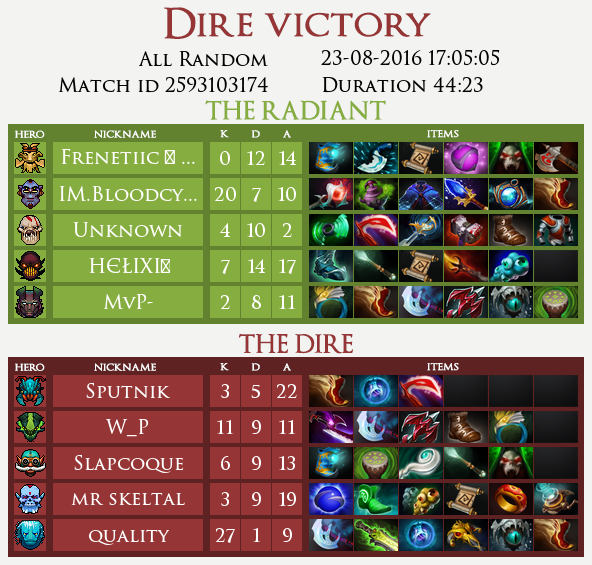 Dire victory
All Random 23-08-2016 17:05:05
Match id 2593103174 Duration 44:23
THE RADIANT
HERO NICKNAME K D A ITEMS
Frenetiic ...
0 12 14
IM.Bloodcy...
20 7 10
Unknown
4 10 2
HЄŁIXI
7 14 17
MvP-
2 8 11
THE DIRE
HERO NICKNAME K D A ITEMS
Sputnik
3 5 22
W_P
11 9 11
Slapcoque
6 9 13
mr skeltal
3 9 19
quality
27 1 9